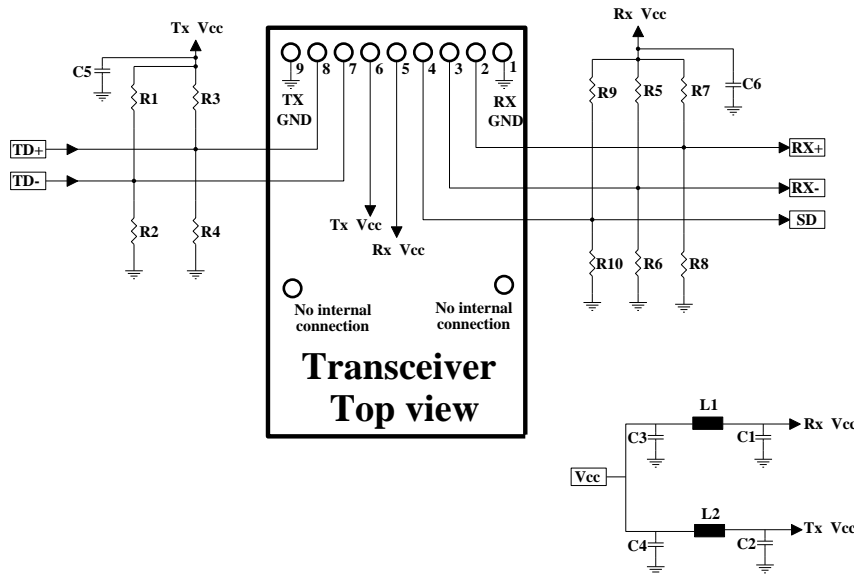 Tx Vcc
Rx Vcc
C5
9 8 7 6 5 4 3 2 1
R1
R3
TX
GND
RX
GND
R9
R5
R7
C6
TD+
RX+
TD-
RX-
SD
Tx Vcc
Rx Vcc
R2
R4
R10
R6
R8
No internal
connection
No internal
connection
Transceiver
Top view
L1
C3
C1
Rx Vcc
Vcc
L2
C4
C2
Tx Vcc